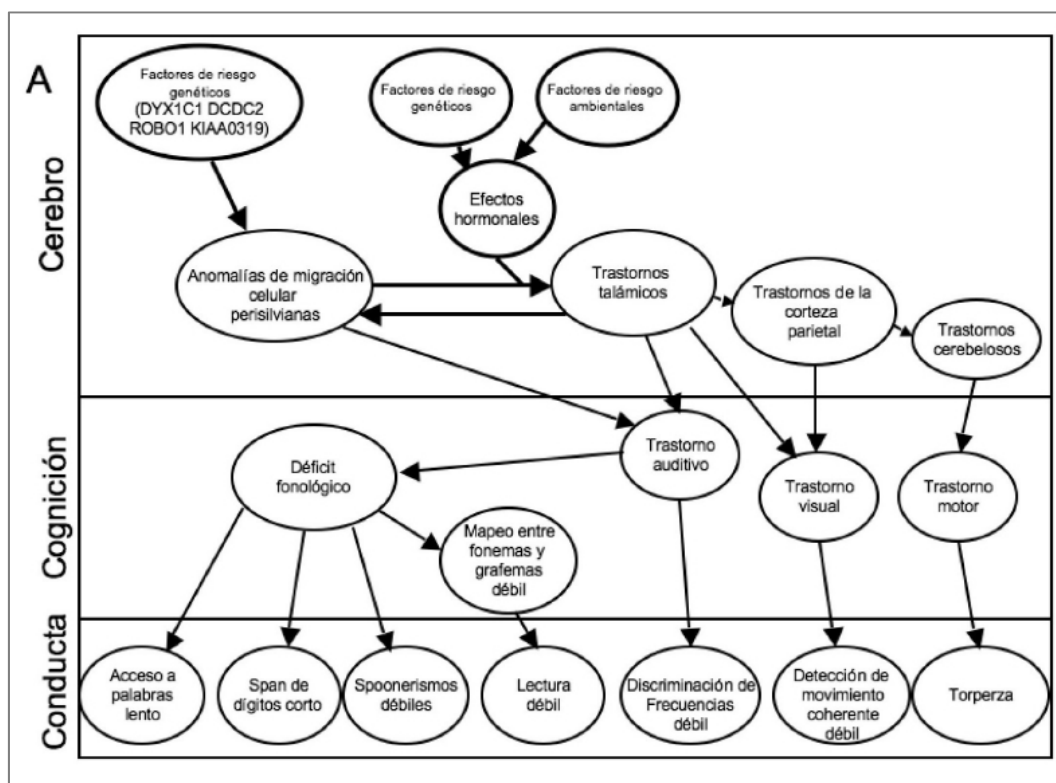 A
Cerebro
Factores de riesgo
genéticos
(DYX1C1 DCDC2
ROBO1 KIAA0319)
Factores de riesgo
genéticos
Factores de riesgo
ambientales
Efectos
hormonales
Anomalías de migración
celular
perisilvianas
Trastornos
talámicos
Trastornos de la
corteza
parietal
Trastornos
cerebelosos
Cognición
Déficit
fonológico
Mapeo entre
fonemas y
grafemas
débil
Trastorno
auditivo
Trastorno
visual
Trastorno
motor
Conducta
Acceso a
palabras
lento
Span de
dígitos corto
Spoonerismos
débiles
Lectura
débil
Discriminación de
Frecuencias
débil
Detección de
movimiento
coherente
débil
Torperza